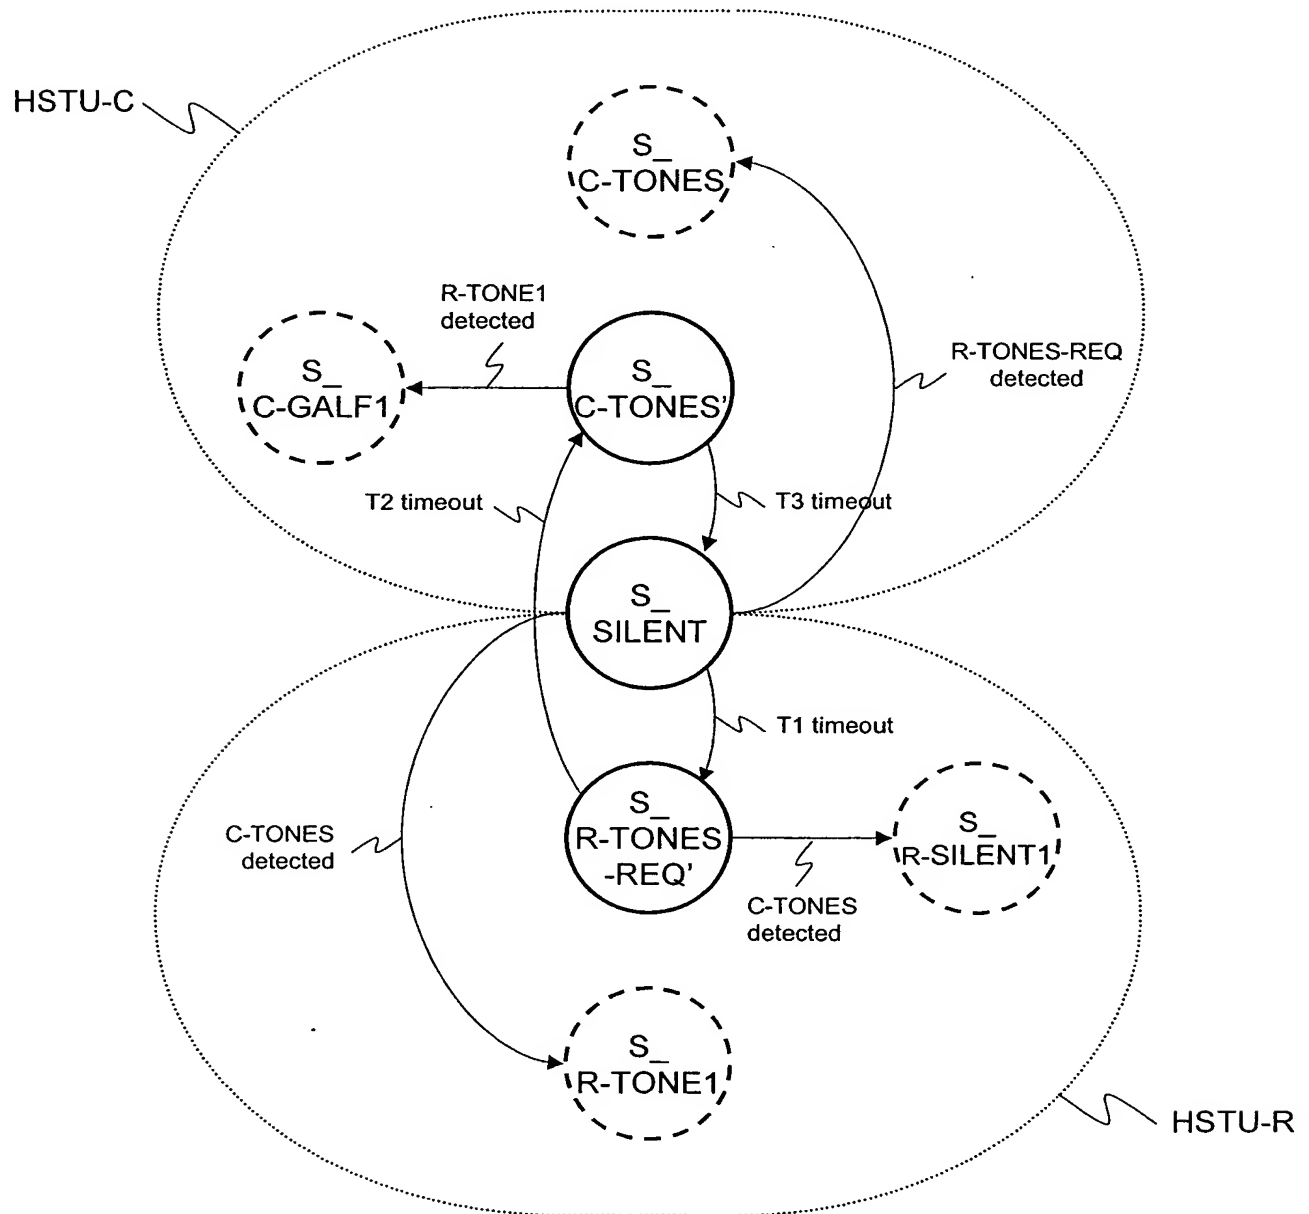 HSTU-C
S_
C-TONES
R-TONE1
detected
S_
C-GALF1
S_
C-TONES'
R-TONES-REQ
detected
T2 timeout
T3 timeout
S_
SILENT
T1 timeout
C-TONES
detected
S_
R-TONES
-REQ'
S_
R-SILENT1
C-TONES
detected
S_
R-TONE1
HSTU-R